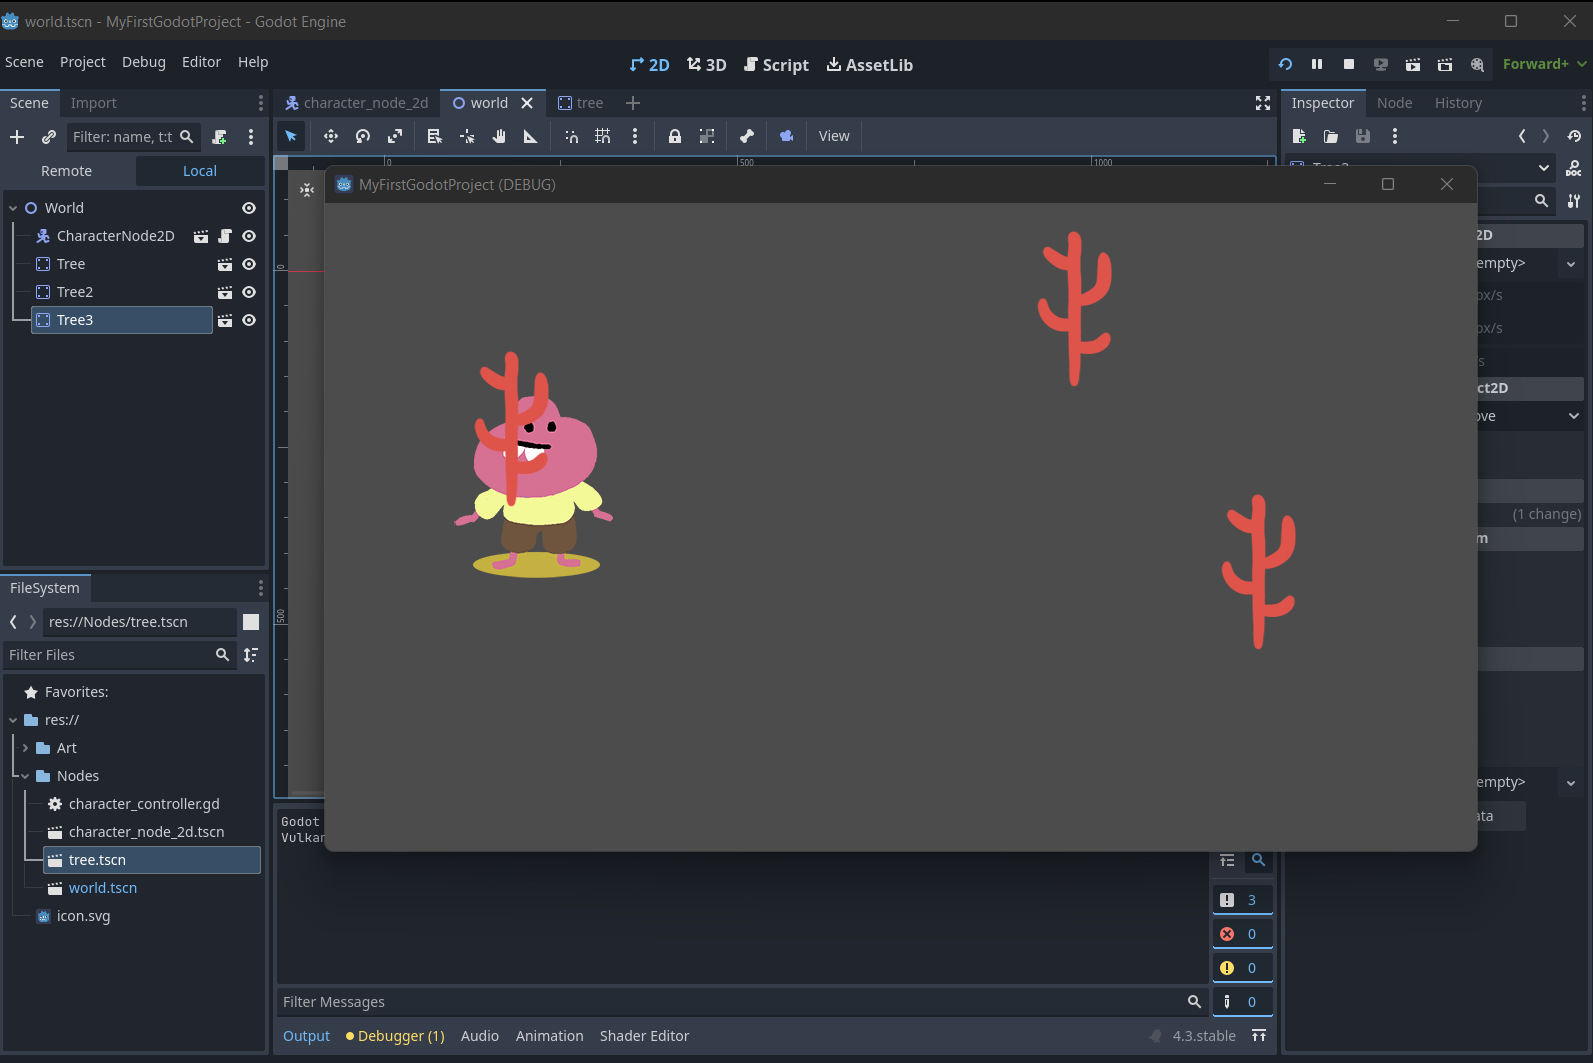 world.tscn - MyFirstGodotProject - Godot Engine
Scene Project Debug Editor Help
2D 3D Script AssetLib
Forward+
Scene Import
character_node_2d world tree
Inspector Node History
Filter: name, t:t
View
Remote Local
0 500 1000
MyFirstGodotProject (DEBUG)
World
CharacterNode2D
Tree
Tree2
Tree3
0
500
2D
empty>
px/s
px/s
/s
ct2D
ove
(1 change)
m
empty>
ata
FileSystem
res://Nodes/tree.tscn
Filter Files
Favorites:
res://
Art
Nodes
character_controller.gd
character_node_2d.tscn
tree.tscn
world.tscn
icon.svg
Godot
Vulkan
3
0
0
0
Filter Messages
Output Debugger (1) Audio Animation Shader Editor
4.3.stable